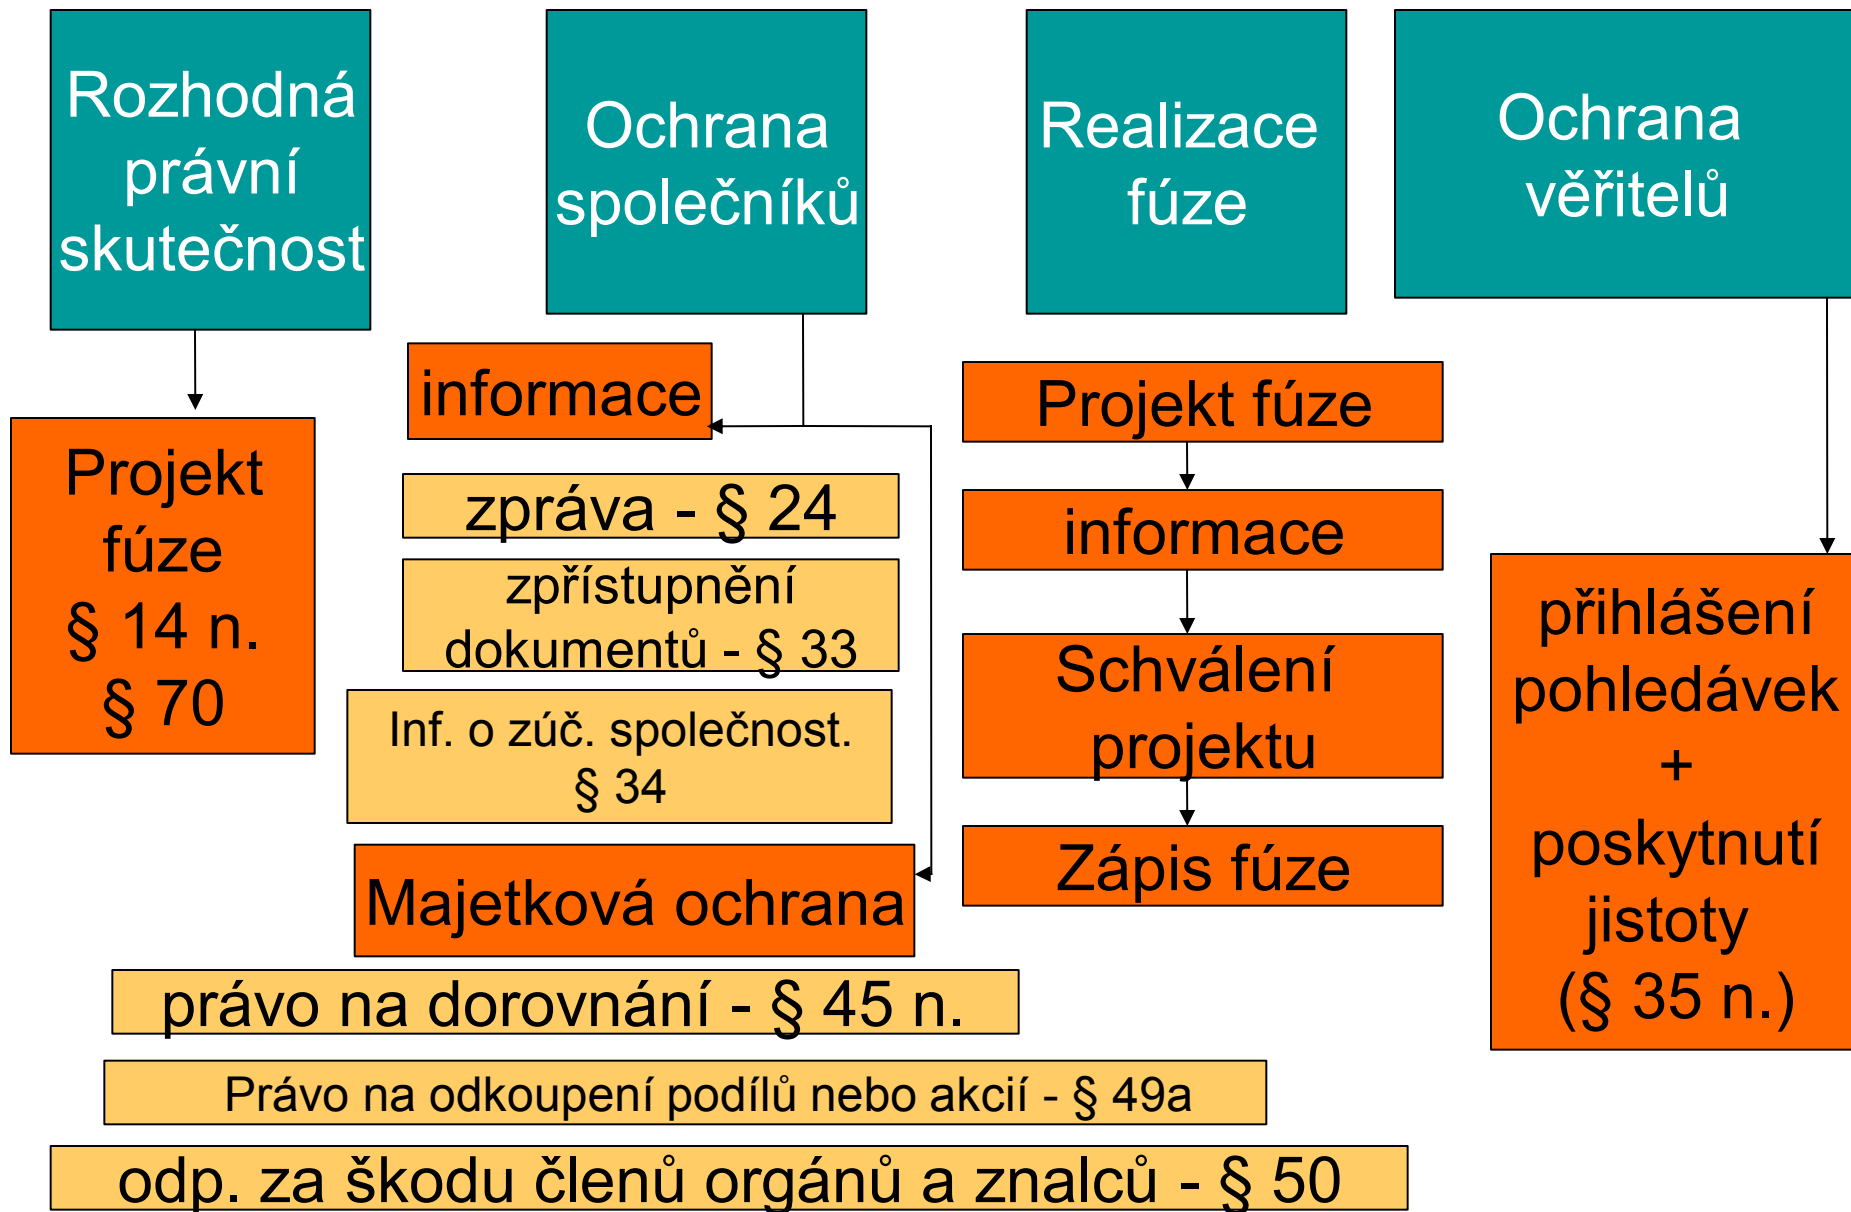 Rozhodná
právní
skutečnost
Projekt
fúze
§ 14 n.
§ 70
Ochrana
společníků
informace
zpráva - § 24
zpřístupnění
dokumentů - § 33
Inf. o zúč. společnost.
§ 34
Majetková ochrana
právo na dorovnání - § 45 n.
Právo na odkoupení podílů nebo akcií - § 49a
odp. za škodu členů orgánů a znalců - § 50
Realizace
fúze
Projekt fúze
informace
Schválení
projektu
Zápis fúze
Ochrana
věřitelů
přihlášení
pohledávek
+
poskytnutí
jistoty
(§ 35 n.)